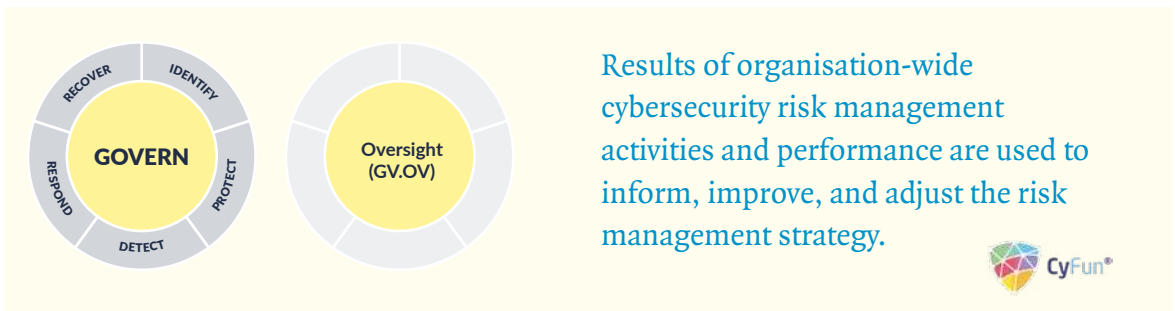 RECOVER
IDENTIFY
GOVERN
RESPOND
PROTECT
DETECT
Oversight
(GV.OV)
Results of organisation-wide
cybersecurity risk management
activities and performance are used to
inform, improve, and adjust the risk
management strategy.
CyFun®